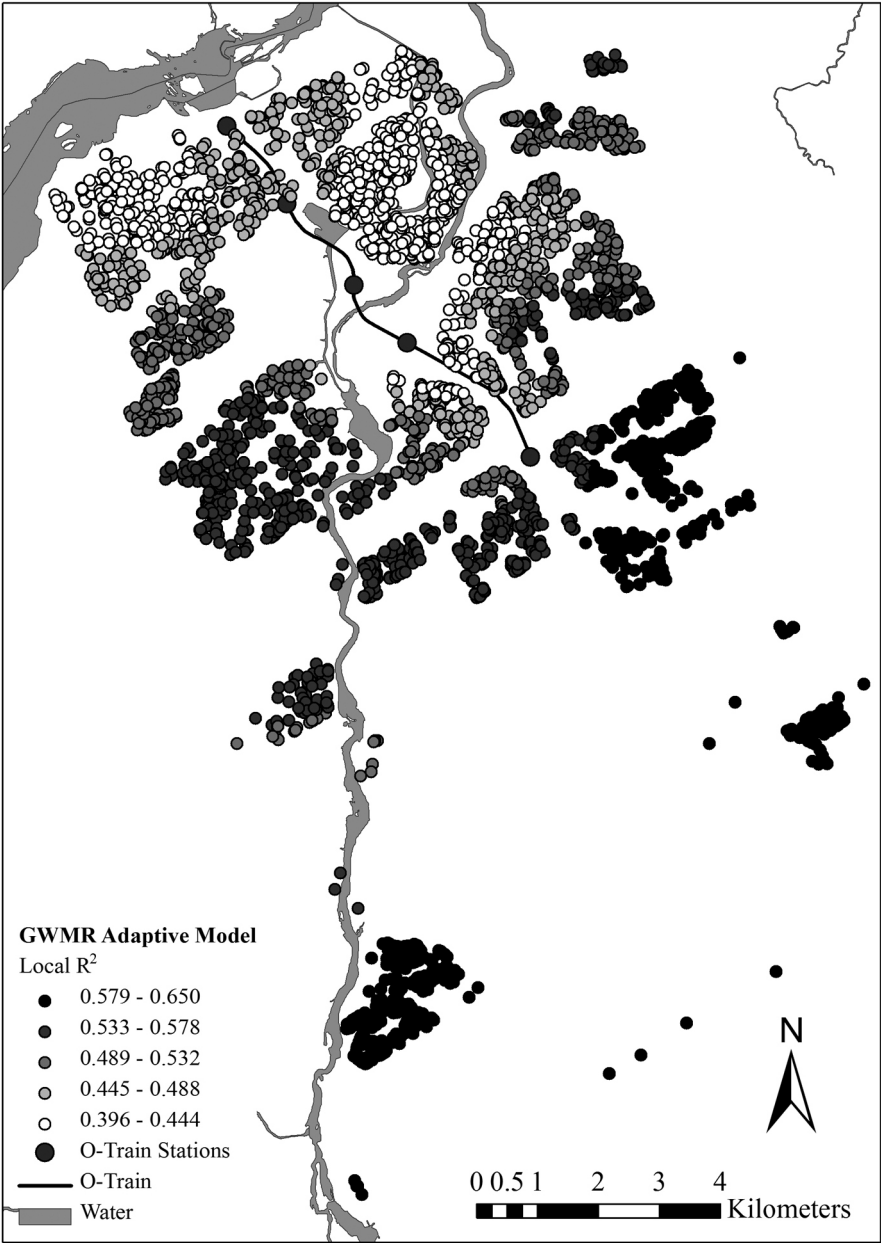 GWMR Adaptive Model
Local R²
0.579 - 0.650
0.533 - 0.578
0.489 - 0.532
0.445 - 0.488
0.396 - 0.444
O-Train Stations
O-Train
Water
N
0 0.5 1 2 3 4
Kilometers